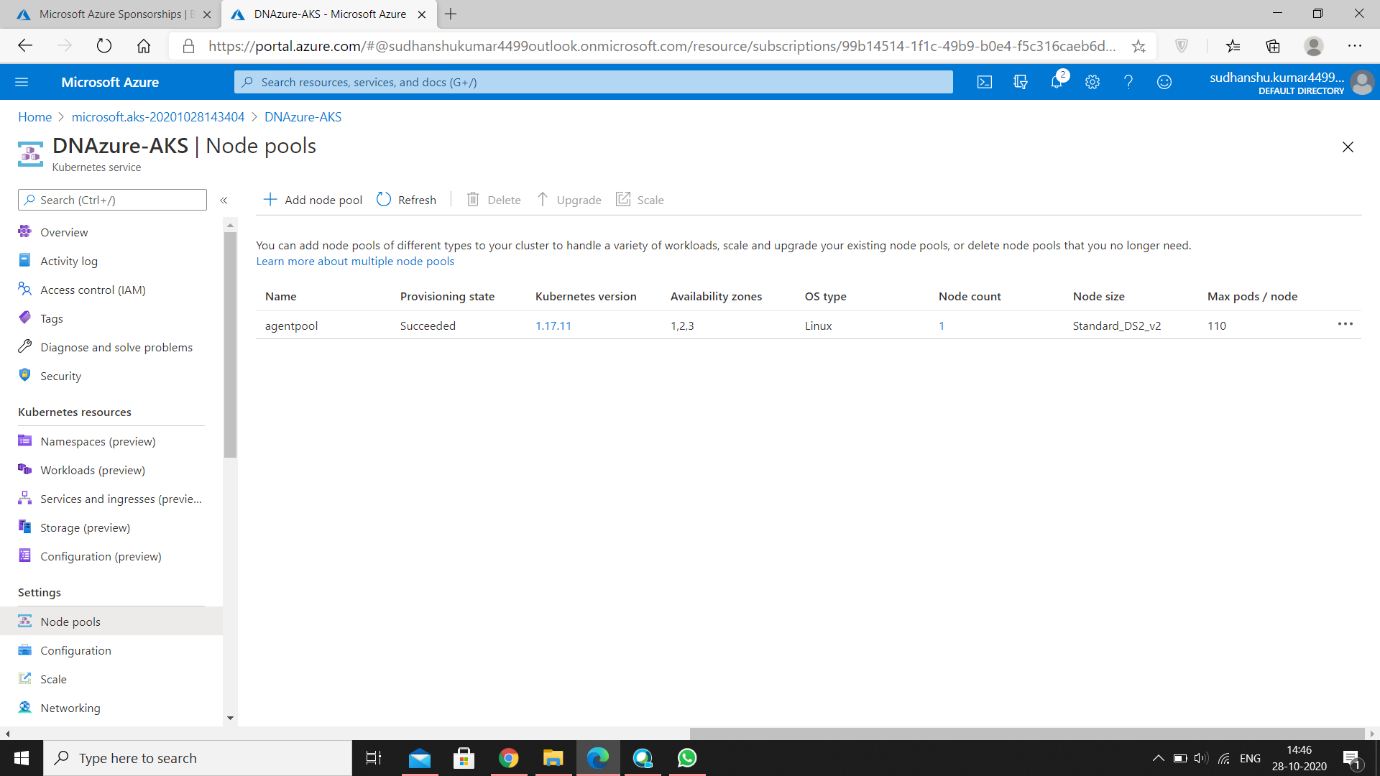 Microsoft Azure Sponsorships | E
DNAzure-AKS - Microsoft Azure
https://portal.azure.com/#@sudhanshukumar4499outlook.onmicrosoft.com/resource/subscriptions/99b14514-1f1c-49b9-b0e4-f5c316caeb6d...
Microsoft Azure
Search resources, services, and docs (G+/)
2
sudhanshu.kumar4499...
DEFAULT DIRECTORY
Home > microsoft.aks-20201028143404 > DNAzure-AKS
DNAzure-AKS | Node pools
Kubernetes service
Search (Ctrl+/)
«
Add node pool
Refresh
Delete
Upgrade
Scale
Overview
Activity log
Access control (IAM)
Tags
Diagnose and solve problems
Security
Kubernetes resources
Namespaces (preview)
Workloads (preview)
Services and ingresses (previe...
Storage (preview)
Configuration (preview)
Settings
Node pools
Configuration
Scale
Networking
You can add node pools of different types to your cluster to handle a variety of workloads, scale and upgrade your existing node pools, or delete node pools that you no longer need.
Learn more about multiple node pools
Name Provisioning state Kubernetes version Availability zones OS type Node count Node size Max pods / node
agentpool Succeeded 1.17.11 1,2,3 Linux 1 Standard_DS2_v2 110 ...
Type here to search
ENG
14:46
28-10-2020
1